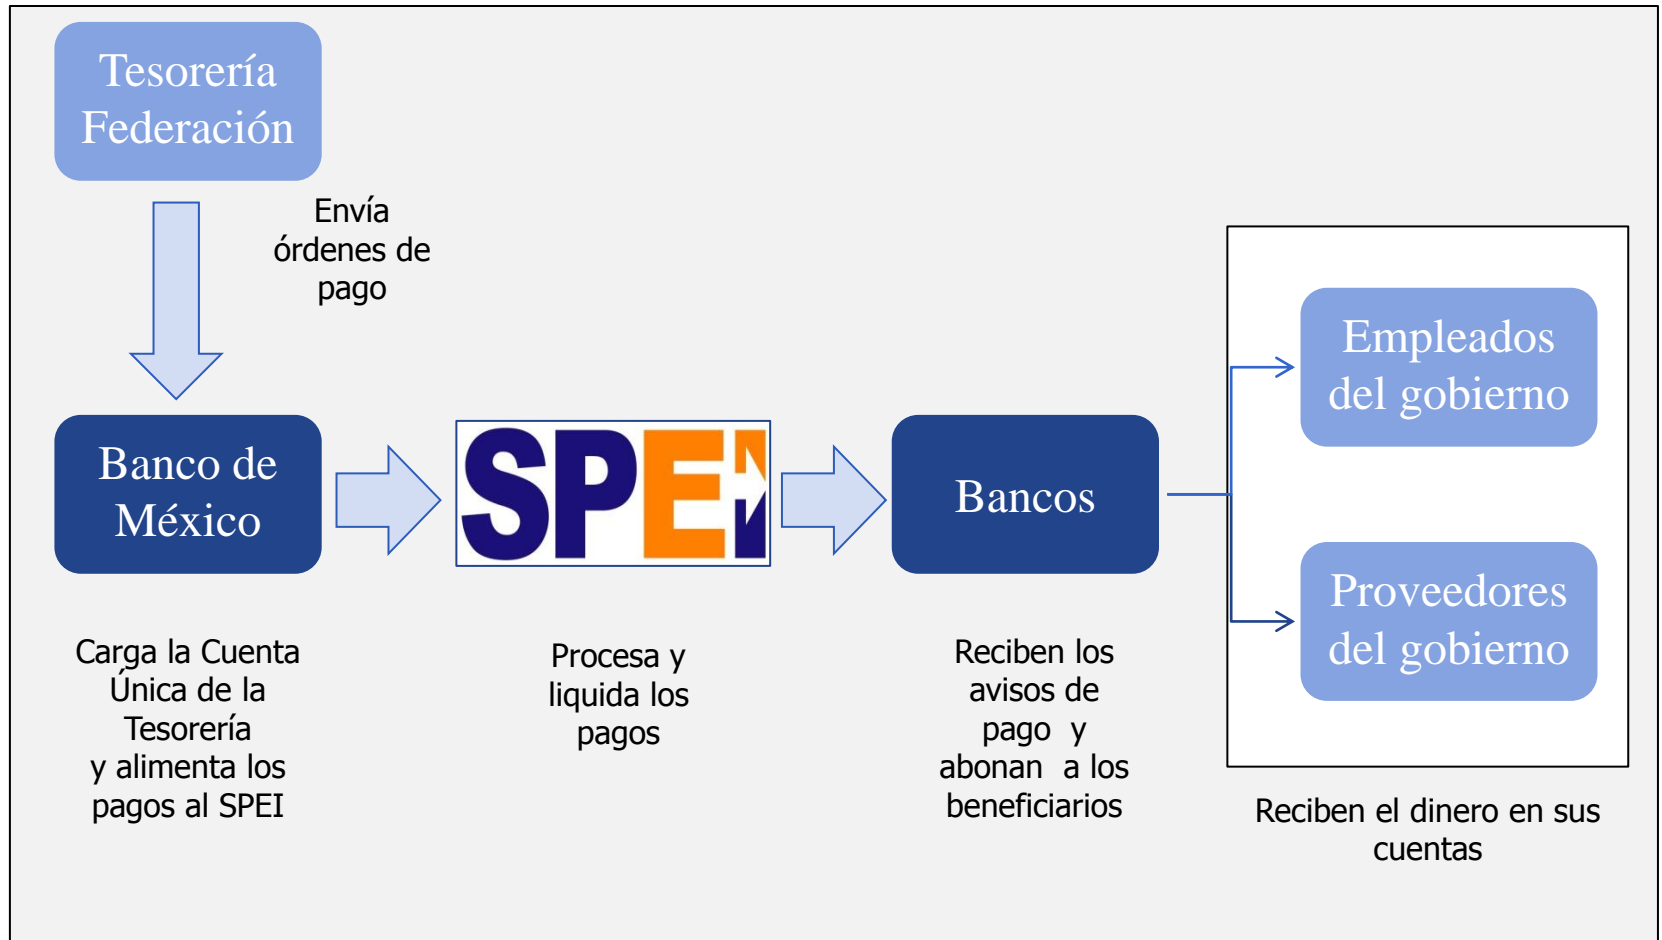 Tesorería
Federación
Envía
órdenes de
pago
Banco de
México
SPEI
Bancos
Empleados
del gobierno
Proveedores
del gobierno
Carga la Cuenta
Única de la
Tesorería
y alimenta los
pagos al SPEI
Procesa y
liquida los
pagos
Reciben los
avisos de
pago y
abonan a los
beneficiarios
Reciben el dinero en sus
cuentas